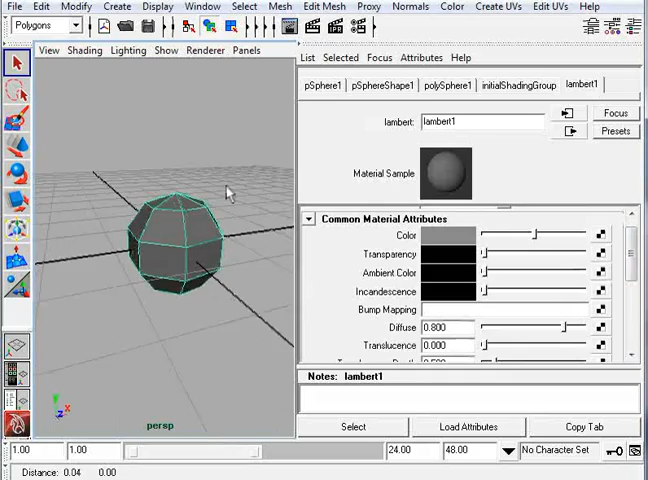 File Edit Modify Create Display Window Select Mesh Edit Mesh Proxy Normals Color Create UVs Edit UVs Help
Polygons
View Shading Lighting Show Renderer Panels
List Selected Focus Attributes Help
pSphere1 pSphereShape1 polySphere1 initialShadingGroup lambert1
lambert: lambert1
Focus
Presets
Material Sample
Common Material Attributes
Color
Transparency
Ambient Color
Incandescence
Bump Mapping
Diffuse 0.800
Translucence 0.000
persp
Notes: lambert1
Select Load Attributes Copy Tab
1.00 1.00 24.00 48.00 No Character Set
Distance: 0.04 0.00